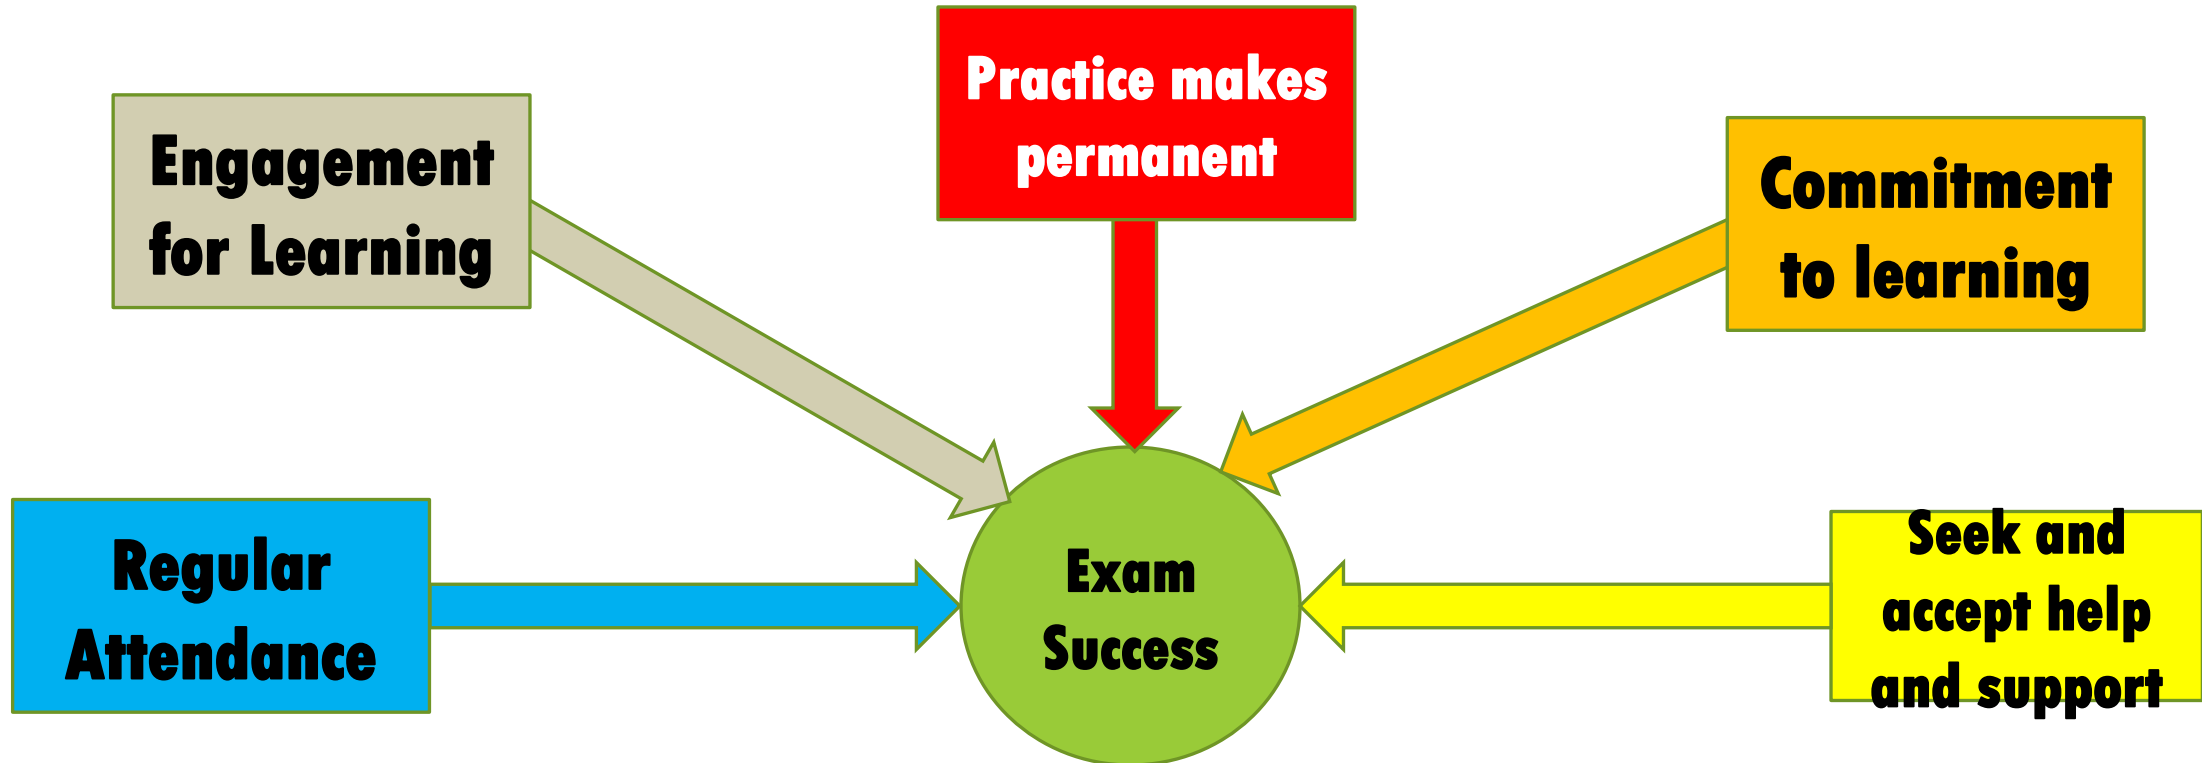 Practice makes
permanent
Engagement
for Learning
Commitment
to learning
Regular
Attendance
Exam
Success
Seek and
accept help
and support